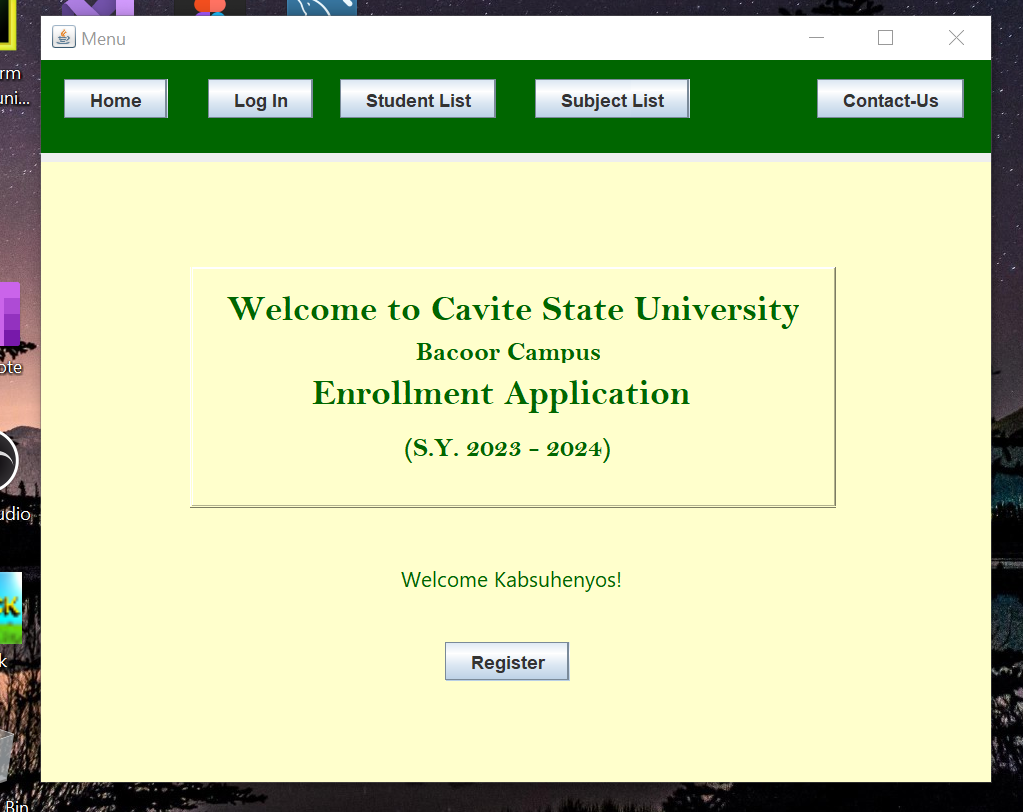 Menu
Home Log In Student List Subject List Contact-Us
Welcome to Cavite State University
Bacoor Campus
Enrollment Application
(S.Y. 2023 - 2024)
Welcome Kabsuhenyos!
Register
Bin